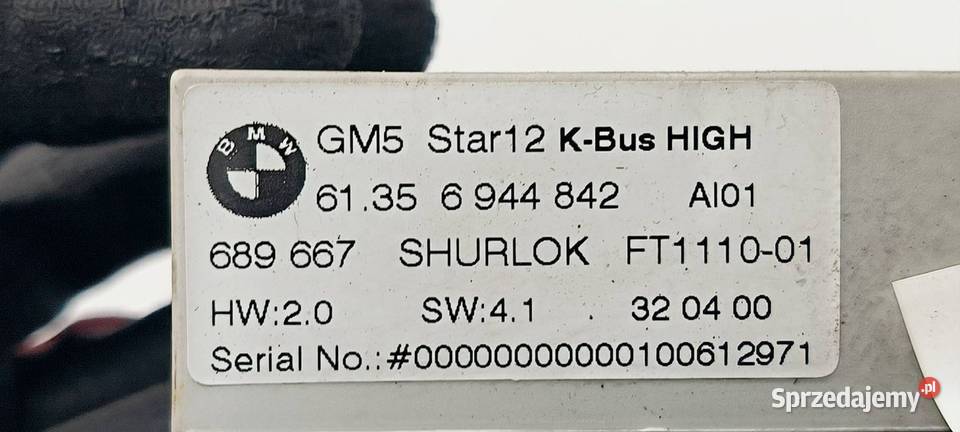 BMW
GM5 Star12 K-Bus HIGH
61.35 6 944 842 AI01
689 667 SHURLOK FT1110-01
HW:2.0 SW:4.1 . 32 04 00
Serial No.:#00000000000100612971
Sprzedajemy.pl